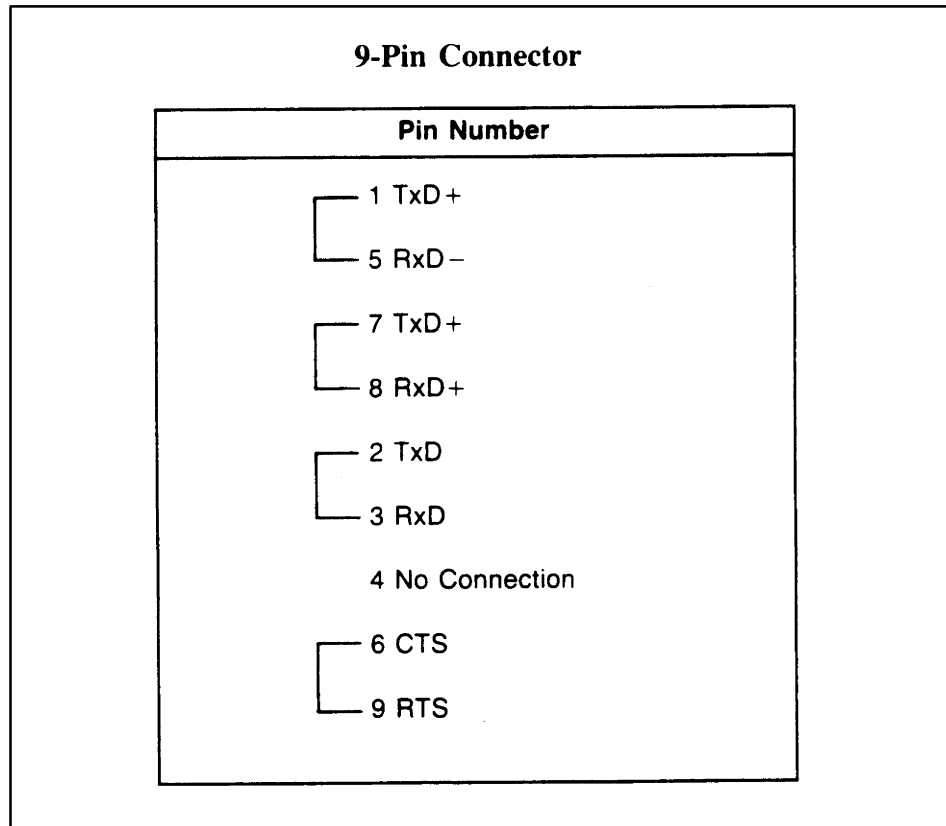 9-Pin Connector
Pin Number
1 TxD+
5 RxD−
7 TxD+
8 RxD+
2 TxD
3 RxD
4 No Connection
6 CTS
9 RTS